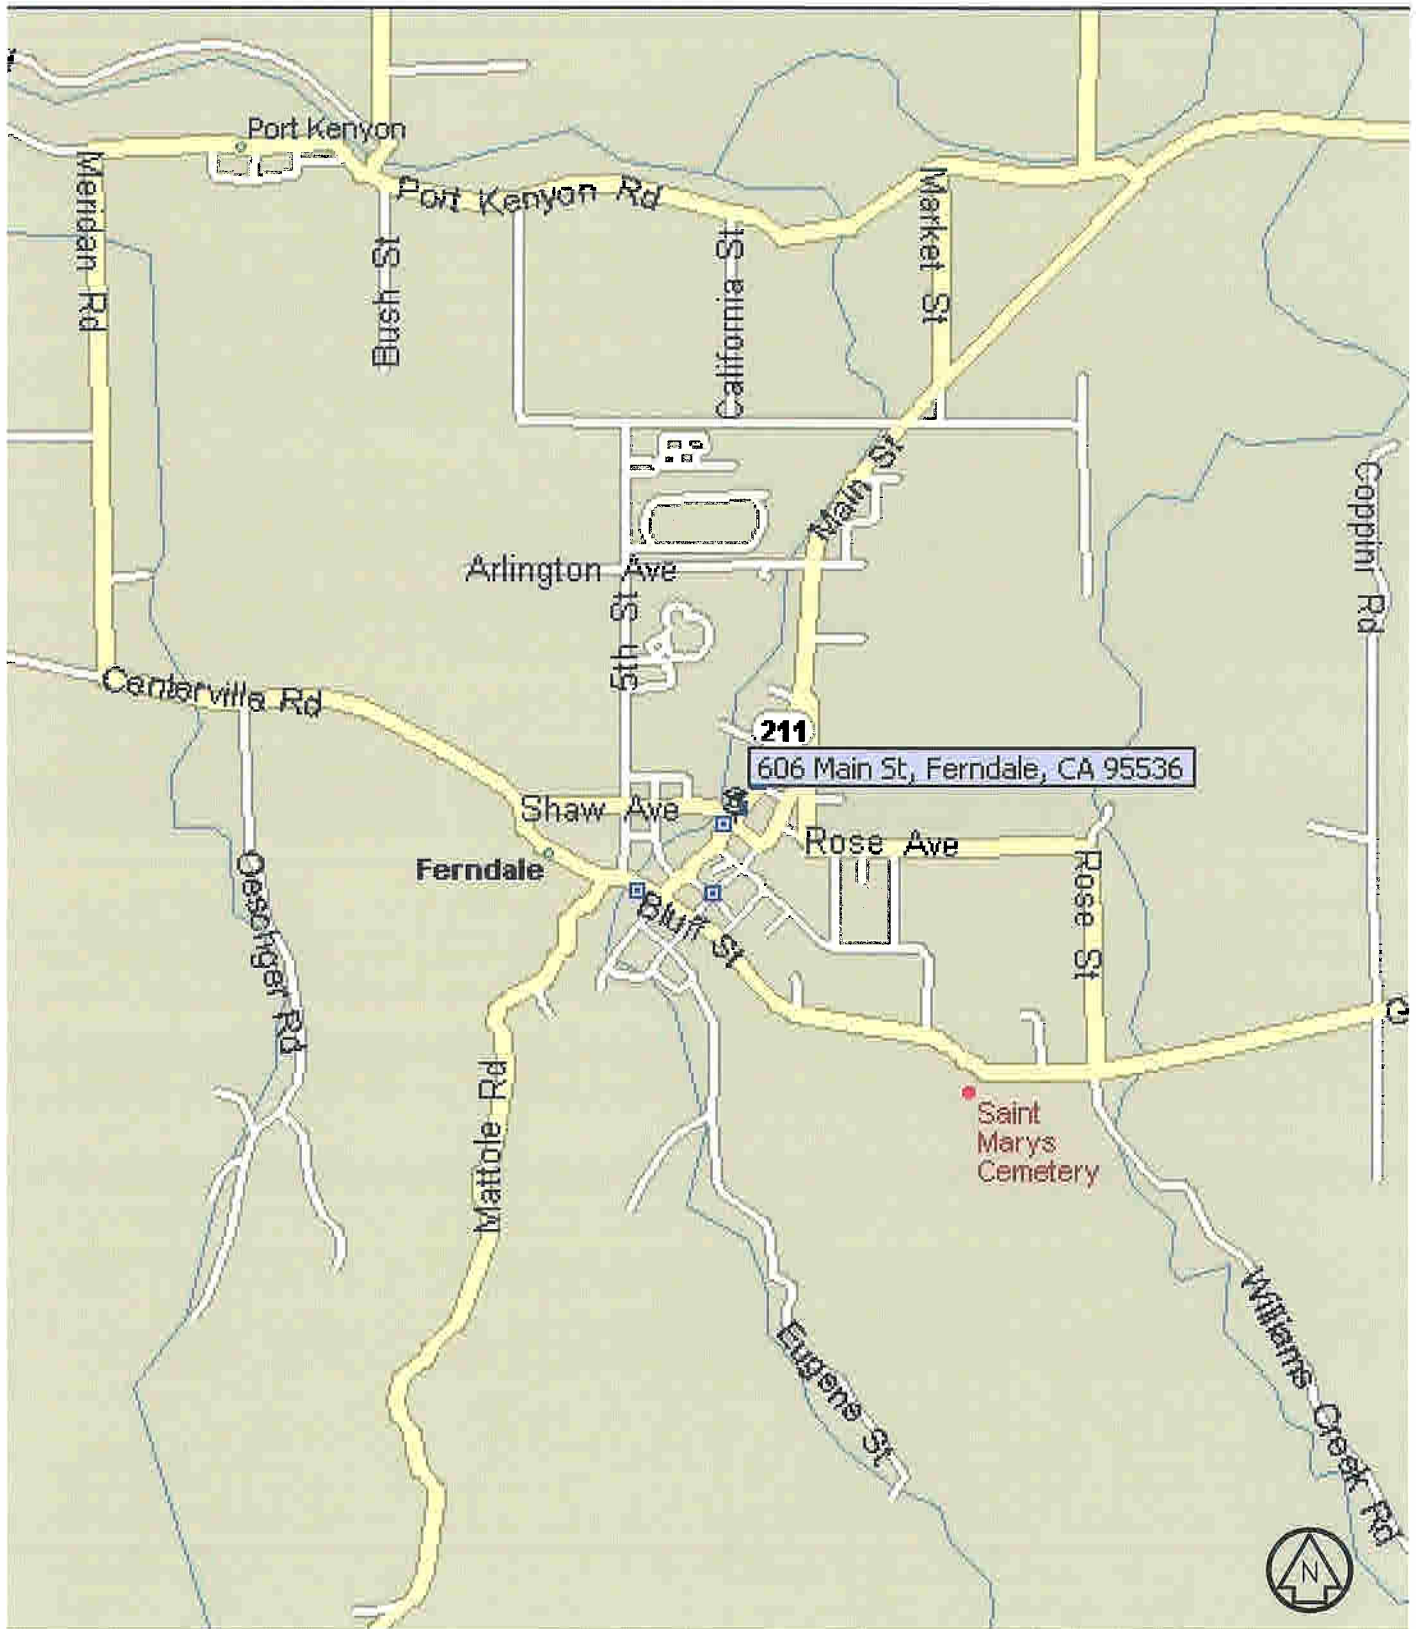 Port Kenyon
Port Kenyon Rd
Meridian Rd
Bush St
California St
Market St
Main St
Coppini Rd
Arlington Ave
5th St
Centerville Rd
211
606 Main St, Ferndale, CA 95536
Shaw Ave
Rose Ave
Ferndale
Bluff St
Rose St
Oeschger Rd
C
Mattole Rd
Saint
Marys
Cemetery
Williams Creek Rd
Eugene St
N